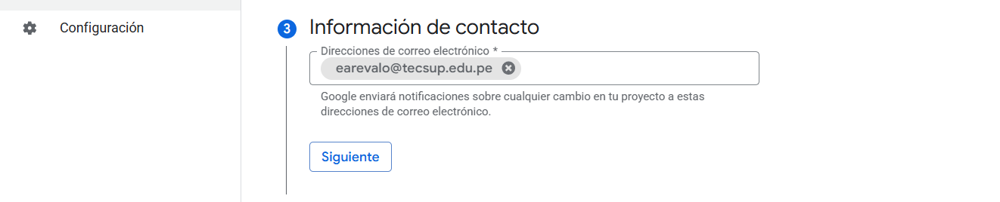 Configuración
3
Información de contacto
Direcciones de correo electrónico *
earevalo@tecsup.edu.pe
Google enviará notificaciones sobre cualquier cambio en tu proyecto a estas
direcciones de correo electrónico.
Siguiente